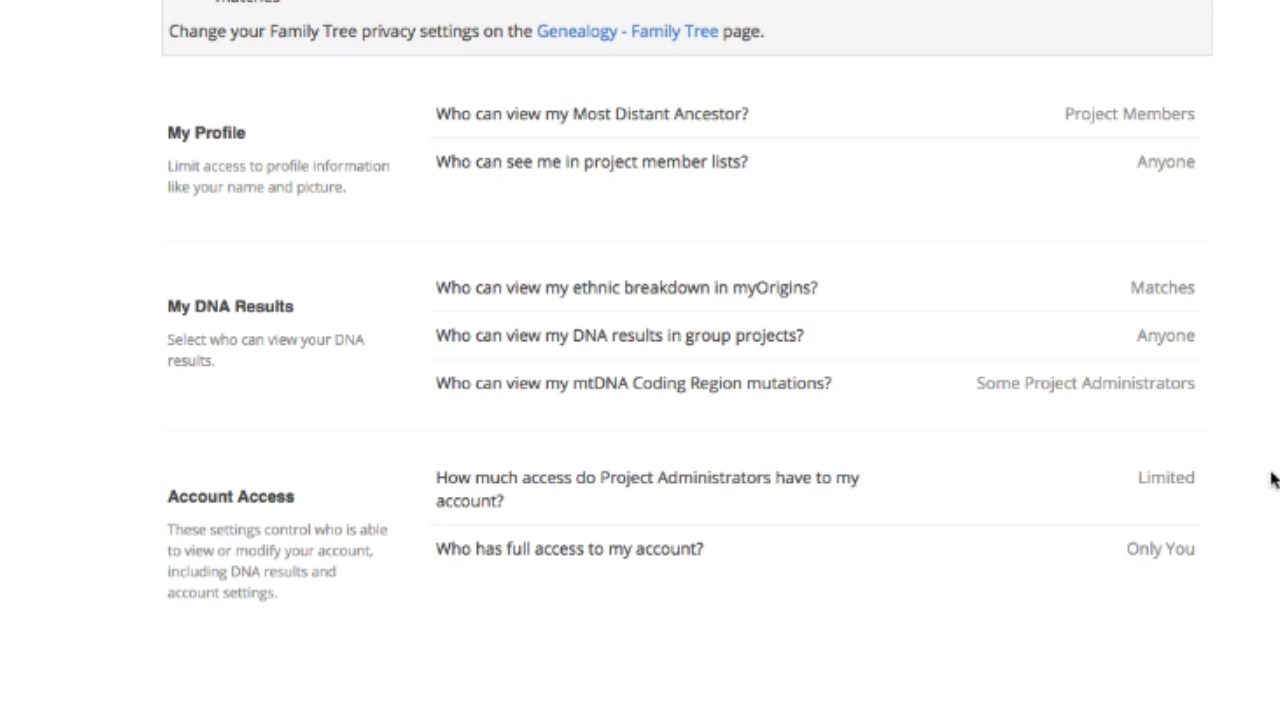 matches
Change your Family Tree privacy settings on the Genealogy - Family Tree page.
My Profile
Limit access to profile information
like your name and picture.
Who can view my Most Distant Ancestor? Project Members
Who can see me in project member lists? Anyone
My DNA Results
Select who can view your DNA
results.
Who can view my ethnic breakdown in myOrigins? Matches
Who can view my DNA results in group projects? Anyone
Who can view my mtDNA Coding Region mutations? Some Project Administrators
Account Access
These settings control who is able
to view or modify your account,
including DNA results and
account settings.
How much access do Project Administrators have to my
account?
Limited
Who has full access to my account? Only You